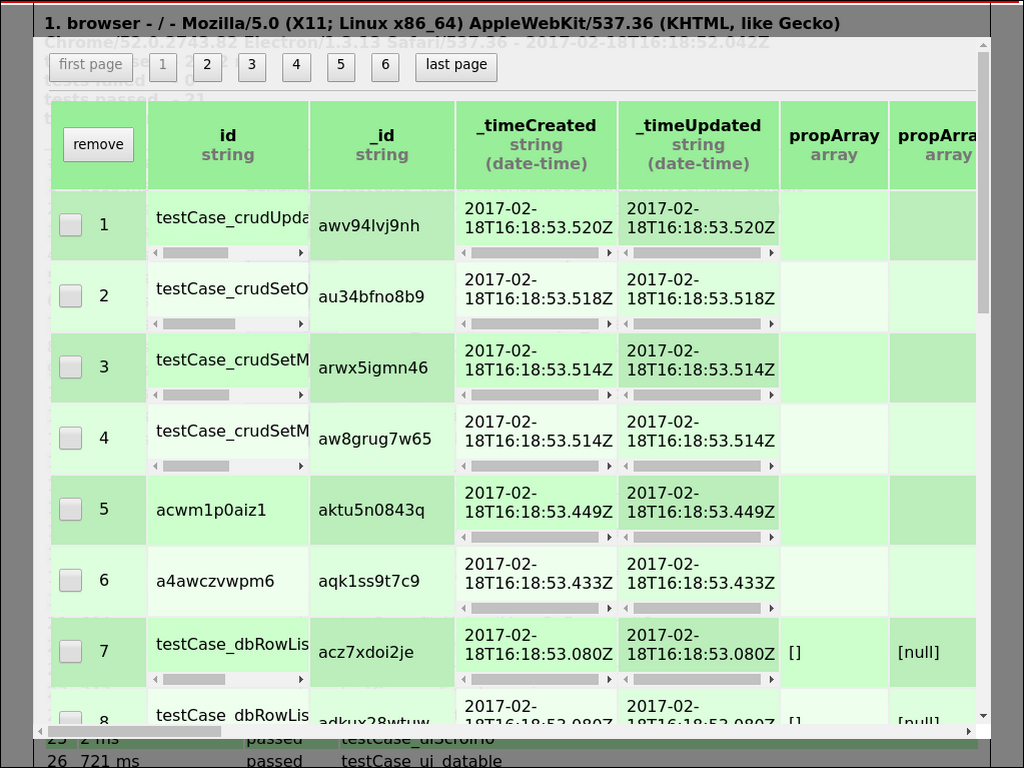 1. browser - / - Mozilla/5.0 (X11; Linux x86_64) AppleWebKit/537.36 (KHTML, like Gecko)
Chrome/52.0.2743.82 Electron/1.3.13 Safari/537.36 - 2017-02-18T16:18:52.042Z
first page 1 2 3 4 5 6 last page
tests failed - 0
tests passed - 21
remove id string _id string _timeCreated string (date-time) _timeUpdated string (date-time) propArray array propArra array
1 testCase_crudUpda awv94lvj9nh 2017-02-18T16:18:53.520Z 2017-02-18T16:18:53.520Z
2 testCase_crudSetO au34bfno8b9 2017-02-18T16:18:53.518Z 2017-02-18T16:18:53.518Z
3 testCase_crudSetM arwx5igmn46 2017-02-18T16:18:53.514Z 2017-02-18T16:18:53.514Z
4 testCase_crudSetM aw8grug7w65 2017-02-18T16:18:53.514Z 2017-02-18T16:18:53.514Z
5 acwm1p0aiz1 aktu5n0843q 2017-02-18T16:18:53.449Z 2017-02-18T16:18:53.449Z
6 a4awczvwpm6 aqk1ss9t7c9 2017-02-18T16:18:53.433Z 2017-02-18T16:18:53.433Z
7 testCase_dbRowLis acz7xdoi2je 2017-02-18T16:18:53.080Z 2017-02-18T16:18:53.080Z [] [null]
8 testCase_dbRowLis adkux28wtuw 2017-02-18T16:18:53.080Z 2017-02-18T16:18:53.080Z [] [null]
25 2 ms passed testCase_uiScrollTo
26 721 ms passed testCase_ui_datable